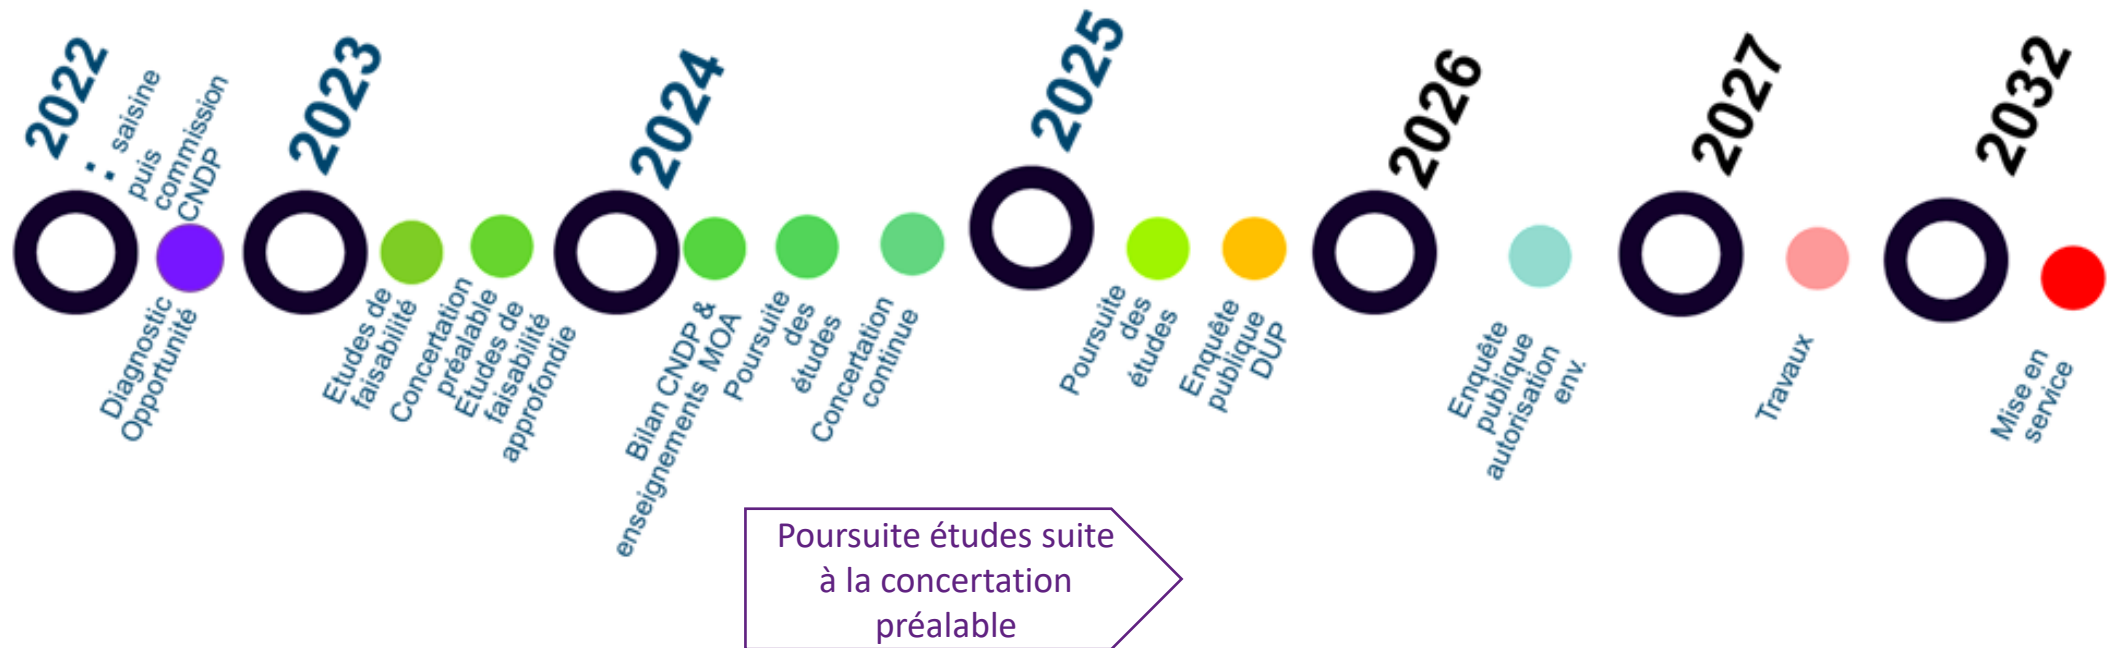 2022
: saisine
puis
commission
CNDP
Diagnostic
Opportunité
2023
Etudes de
faisabilité
Concertation
préalable
Etudes de
faisabilité
approfondie
2024
Bilan CNDP &
enseignements MOA
Poursuite
des
études
Concertation
continue
2025
Poursuite
des
études
Enquête
publique
DUP
2026
Enquête
publique
autorisation
env.
2027
Travaux
2032
Mise en
service
Poursuite études suite
à la concertation
préalable